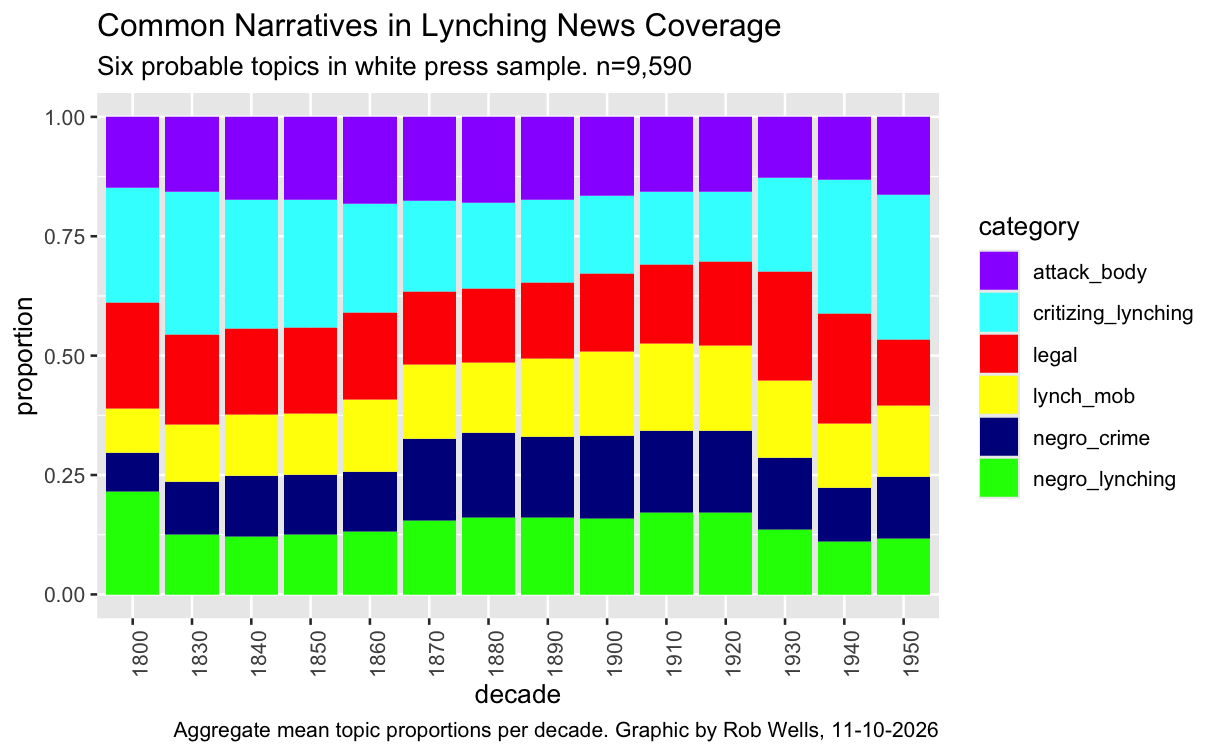 Common Narratives in Lynching News Coverage
Six probable topics in white press sample. n=9,590
1.00
0.75
0.50
0.25
0.00
proportion
1800
1830
1840
1850
1860
1870
1880
1890
1900
1910
1920
1930
1940
1950
decade
category
attack_body
critizing_lynching
legal
lynch_mob
negro_crime
negro_lynching
Aggregate mean topic proportions per decade. Graphic by Rob Wells, 11-10-2026